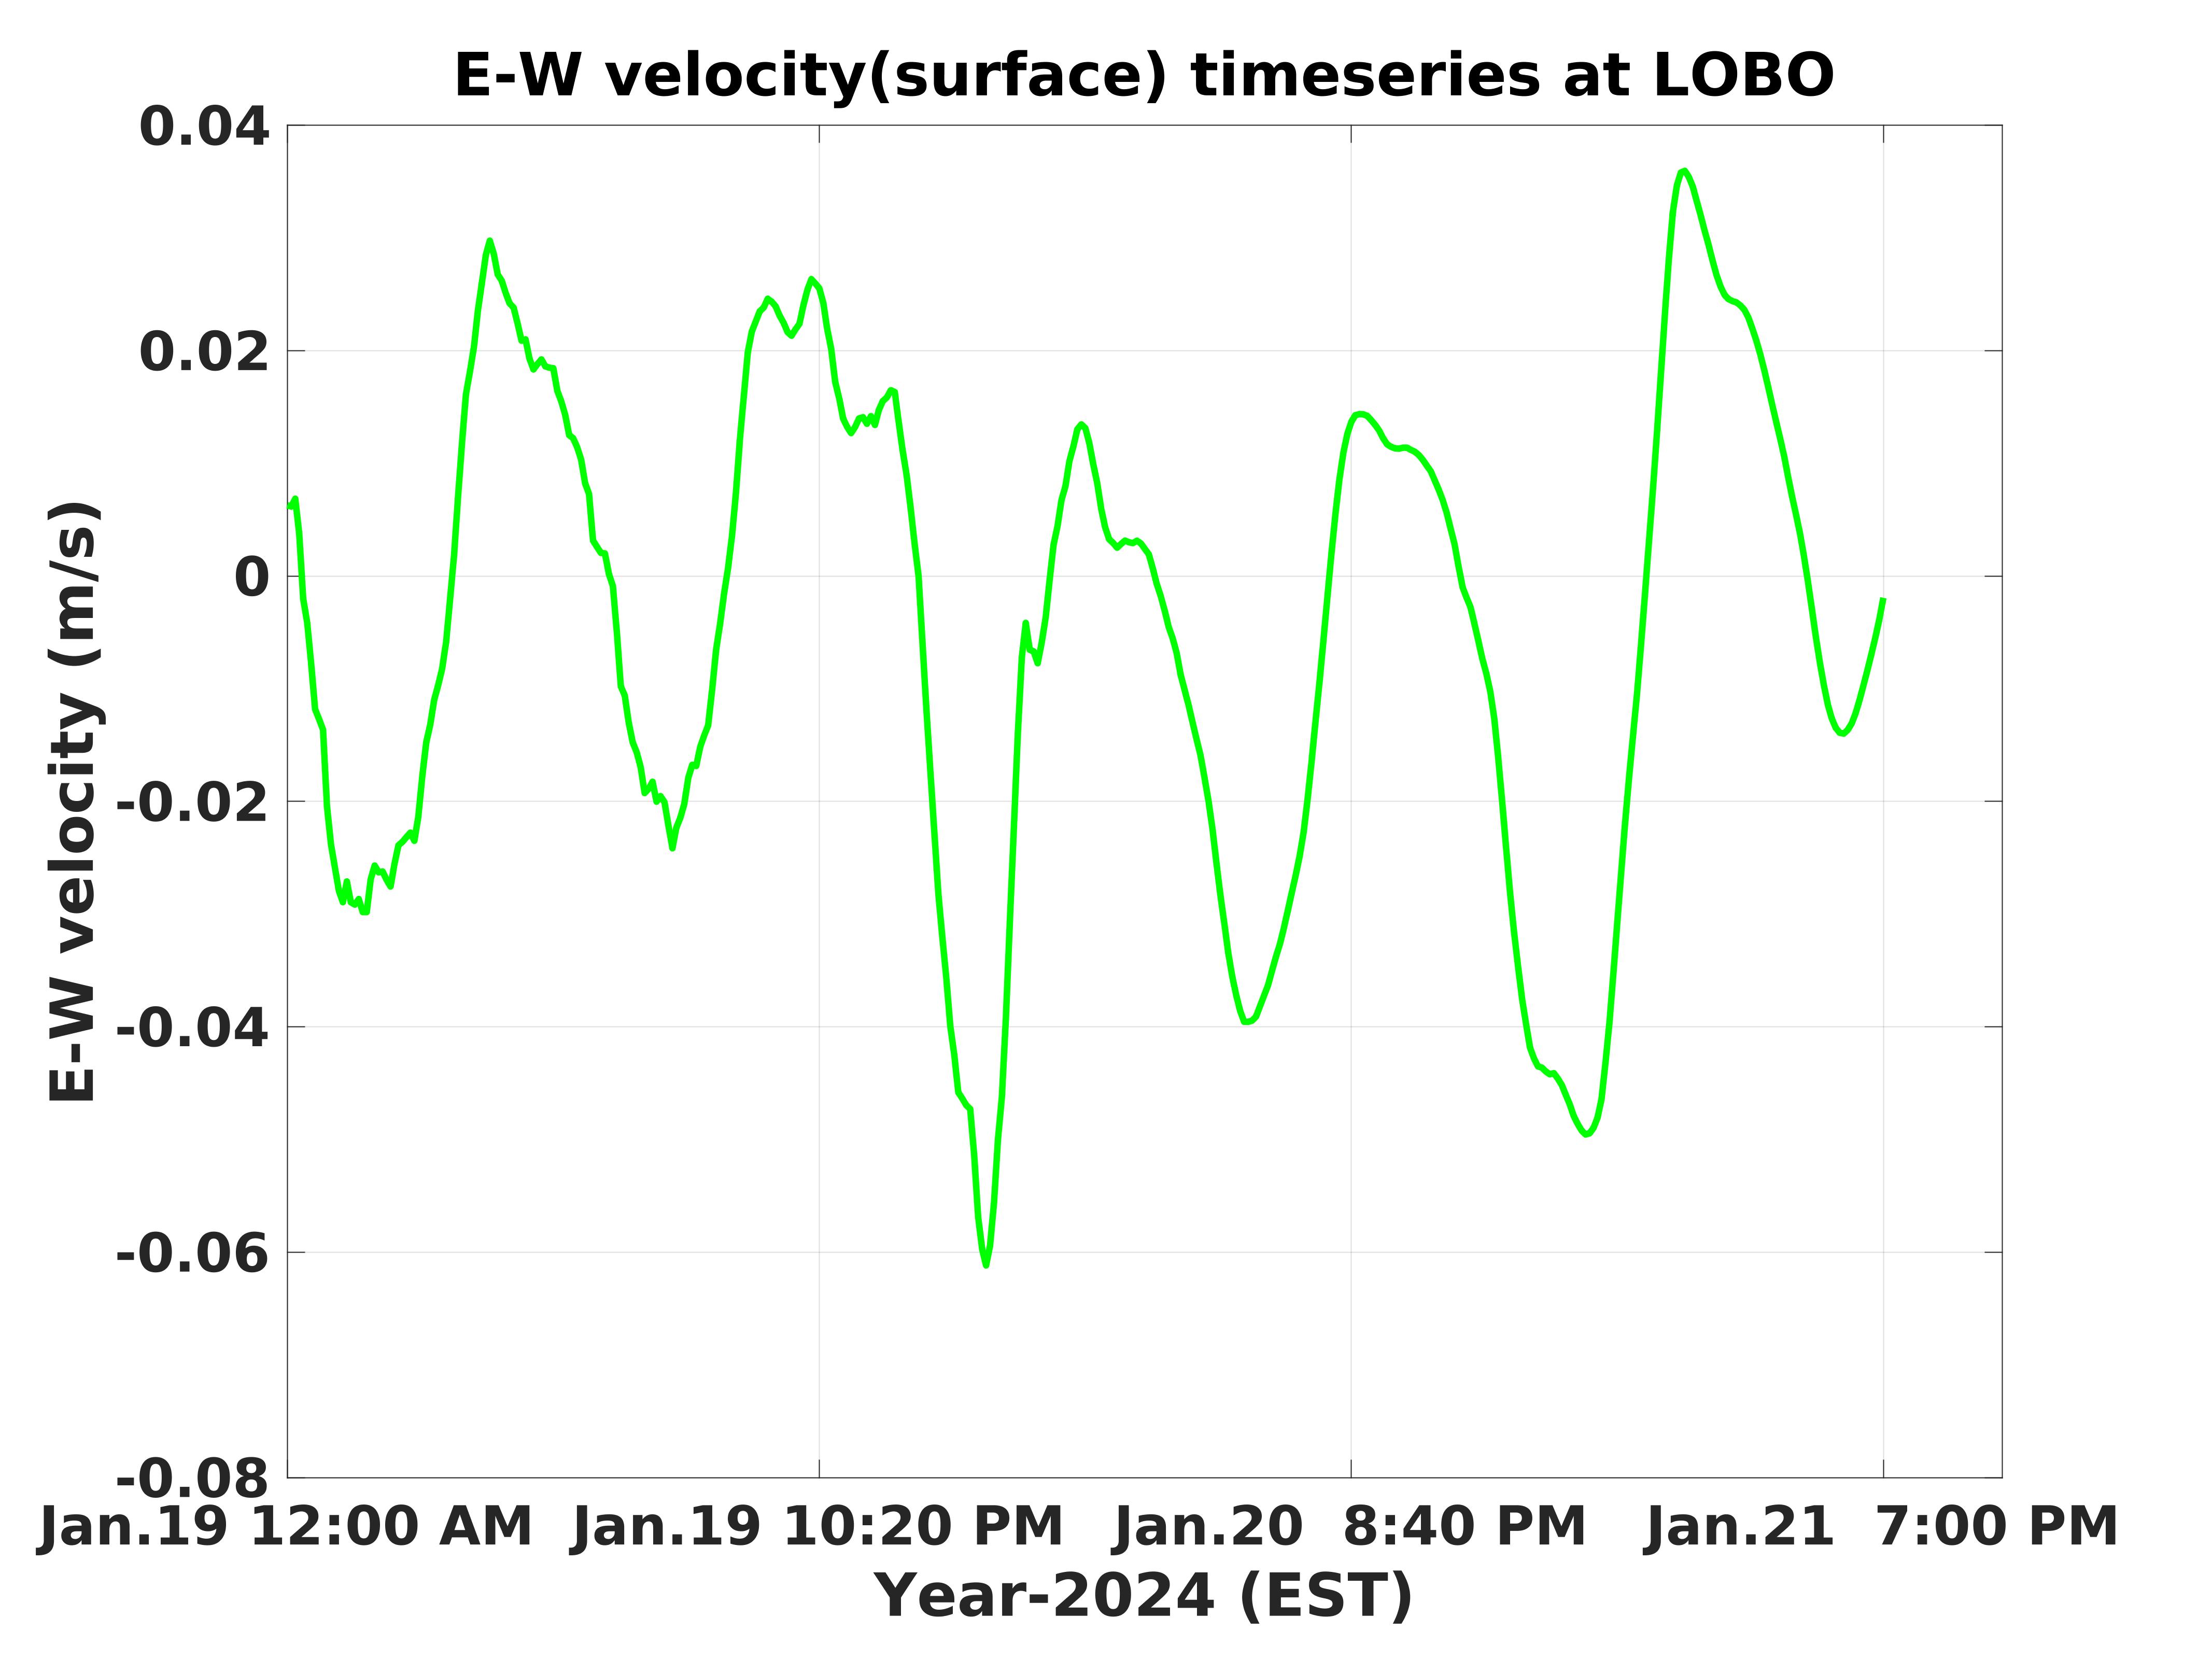 E-W velocity(surface) timeseries at LOBO
0.04
0.02
0
-0.02
-0.04
-0.06
-0.08
E-W velocity (m/s)
Jan.19 12:00 AM Jan.19 10:20 PM Jan.20 8:40 PM Jan.21 7:00 PM
Year-2024 (EST)